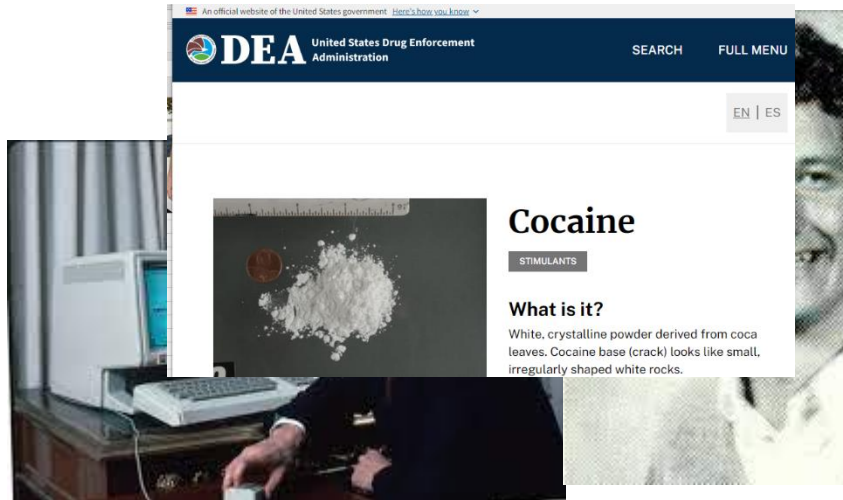 An official website of the United States government Here's how you know
DEA United States Drug Enforcement
Administration
SEARCH FULL MENU
EN | ES
Cocaine
STIMULANTS
What is it?
White, crystalline powder derived from coca
leaves. Cocaine base (crack) looks like small,
irregularly shaped white rocks.